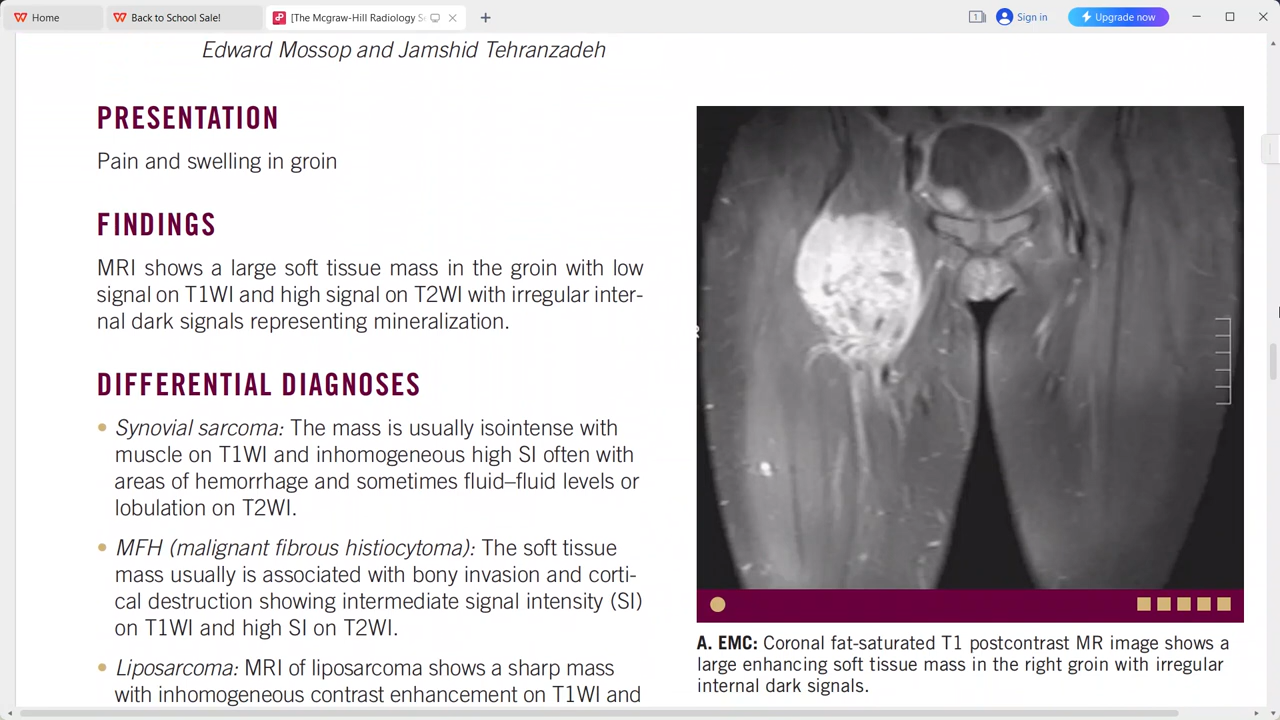 Home
Back to School Sale!
[The Mcgraw-Hill Radiology S
1
Sign in
Upgrade now
Edward Mossop and Jamshid Tehranzadeh
PRESENTATION
Pain and swelling in groin
FINDINGS
MRI shows a large soft tissue mass in the groin with low
signal on T1WI and high signal on T2WI with irregular inter-
nal dark signals representing mineralization.
DIFFERENTIAL DIAGNOSES
• Synovial sarcoma: The mass is usually isointense with
muscle on T1WI and inhomogeneous high SI often with
areas of hemorrhage and sometimes fluid–fluid levels or
lobulation on T2WI.
• MFH (malignant fibrous histiocytoma): The soft tissue
mass usually is associated with bony invasion and corti-
cal destruction showing intermediate signal intensity (SI)
on T1WI and high SI on T2WI.
• Liposarcoma: MRI of liposarcoma shows a sharp mass
with inhomogeneous contrast enhancement on T1WI and
A. EMC: Coronal fat-saturated T1 postcontrast MR image shows a
large enhancing soft tissue mass in the right groin with irregular
internal dark signals.